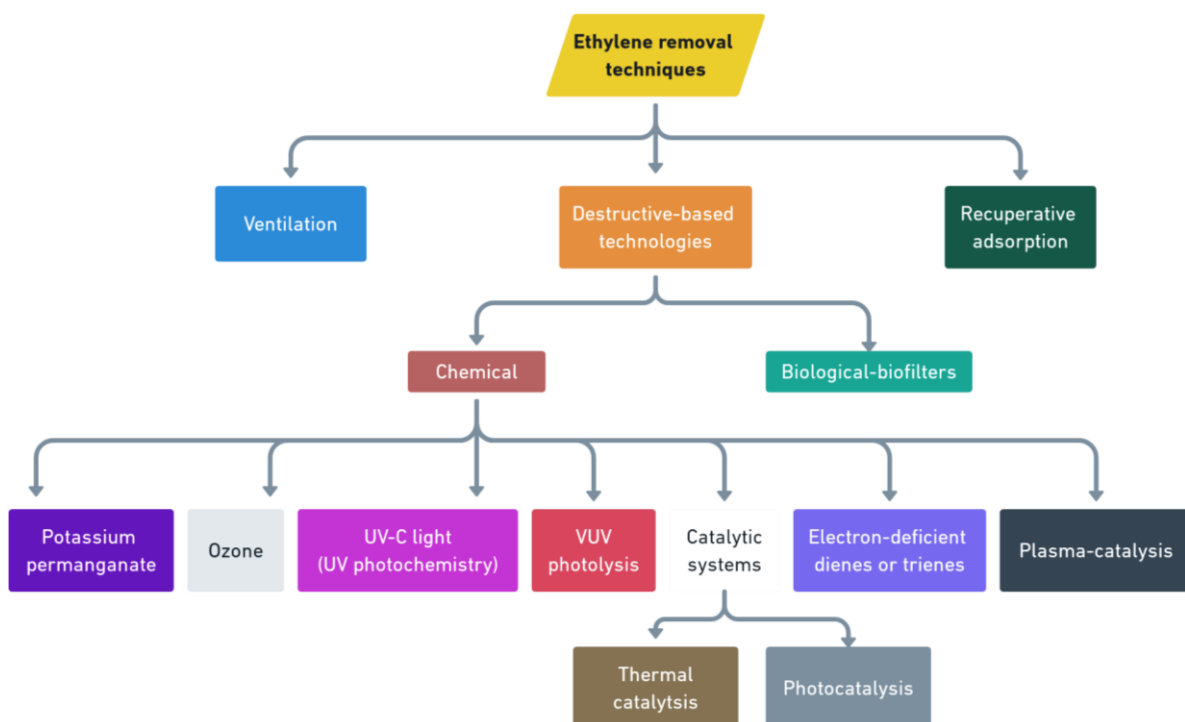 Ethylene removal
techniques
Ventilation
Destructive-based
technologies
Recuperative
adsorption
Chemical
Biological-biofilters
Potassium
permanganate
Ozone
UV-C light
(UV photochemistry)
VUV
photolysis
Catalytic
systems
Electron-deficient
dienes or trienes
Plasma-catalysis
Thermal
catalytsis
Photocatalysis